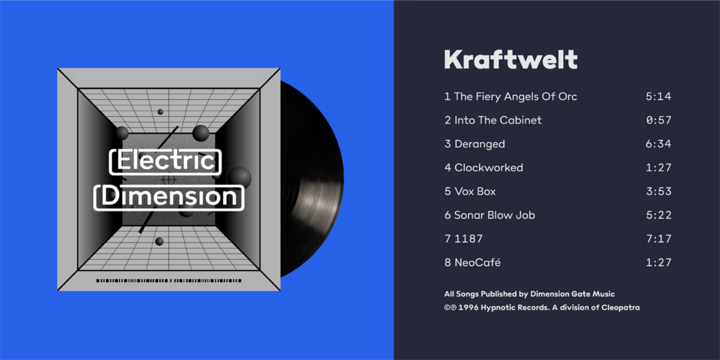 Electric
Dimension
Kraftwelt
1 The Fiery Angels Of Orc 5:14
2 Into The Cabinet 0:57
3 Deranged 6:34
4 Clockworked 1:27
5 Vox Box 3:53
6 Sonar Blow Job 5:22
7 1187 7:17
8 NeoCafé 1:27
All Songs Published by Dimension Gate Music
©℗ 1996 Hypnotic Records. A division of Cleopatra